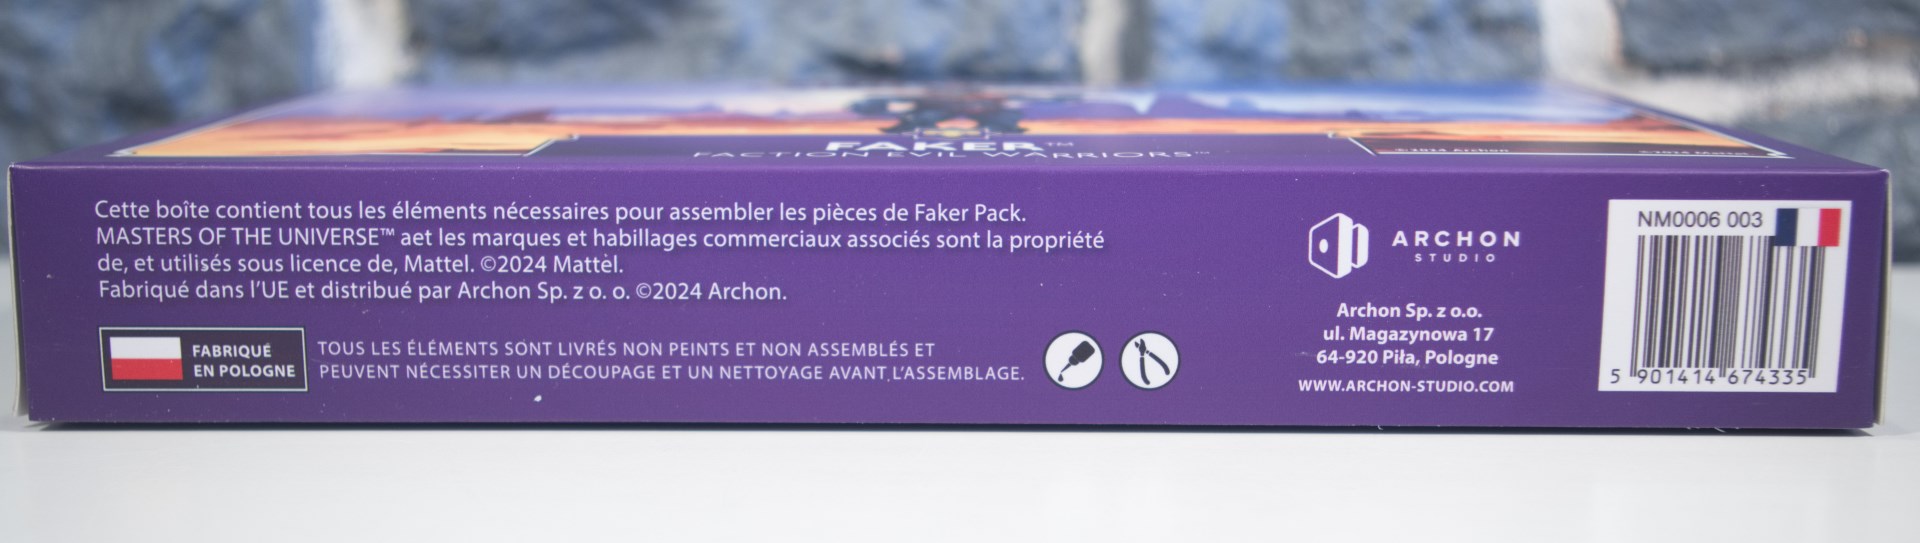 FAKER™
FACTION EVIL WARRIORS™
©2024 Archon
©2024 Mattel
Cette boîte contient tous les éléments nécessaires pour assembler les pièces de Faker Pack.
MASTERS OF THE UNIVERSE™ aet les marques et habillages commerciaux associés sont la propriété
de, et utilisés sous licence de, Mattel. ©2024 Mattel.
Fabriqué dans l'UE et distribué par Archon Sp. z o. o. ©2024 Archon.
FABRIQUÉ
EN POLOGNE
TOUS LES ÉLÉMENTS SONT LIVRÉS NON PEINTS ET NON ASSEMBLÉS ET
PEUVENT NÉCESSITER UN DÉCOUPAGE ET UN NETTOYAGE AVANT L'ASSEMBLAGE.
ARCHON
STUDIO
Archon Sp. z o.o.
ul. Magazynowa 17
64-920 Piła, Pologne
WWW.ARCHON-STUDIO.COM
NM0006 003
5 901414 674335